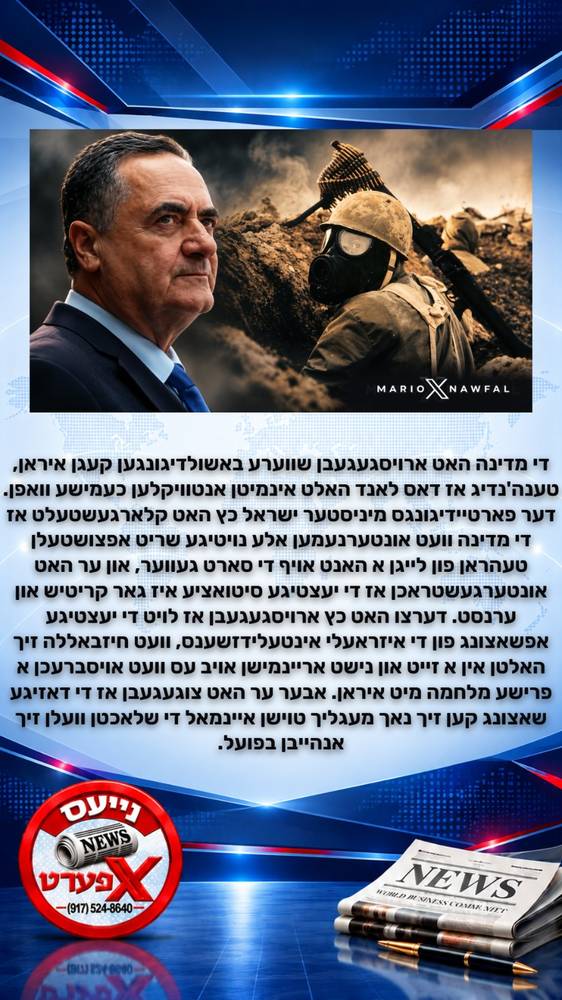 MARIO X NAWFAL
די מדינה האט ארויסגעגעבן שווערע באשולדיגונגען קעגן איראן,
טענה'נדיג אז דאס לאנד האלט אינמיטן אנטוויקלען כעמישע וואפן.
דער פארטיידיגונגס מיניסטער ישראל כץ האט קלארגעשטעלט אז
די מדינה וועט אונטערנעמען אלע נויטיגע שריט אפצושטעלן
טעהראן פון לייגן א האנט אויף די סארט געווער, און ער האט
אונטערגעשטראכן אז די יעצטיגע סיטואציע איז גאר קריטיש און
ערנסט. דערצו האט כץ ארויסגעגעבן אז לויט די יעצטיגע
אפשאצונג פון די איזראעלי אינטעלידזשענס, וועט חיזבאללה זיך
האלטן אין א זייט און נישט אריינמישן אויב עס וועט אויסברעכן א
פרישע מלחמה מיט איראן. אבער ער האט צוגעגעבן אז די דאזיגע
שאצונג קען זיך נאך מעגליך טוישן איינמאל די שלאכטן וועלן זיך
אנהייבן בפועל.
נייעס
NEWS
Xפערט
(917) 524-8640
NEWS